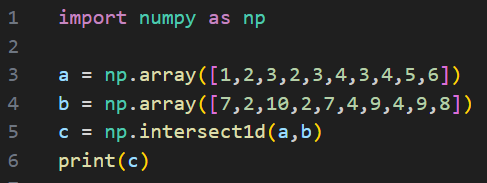 1 import numpy as np
2
3 a = np.array([1,2,3,2,3,4,3,4,5,6])
4 b = np.array([7,2,10,2,7,4,9,4,9,8])
5 c = np.intersect1d(a,b)
6 print(c)